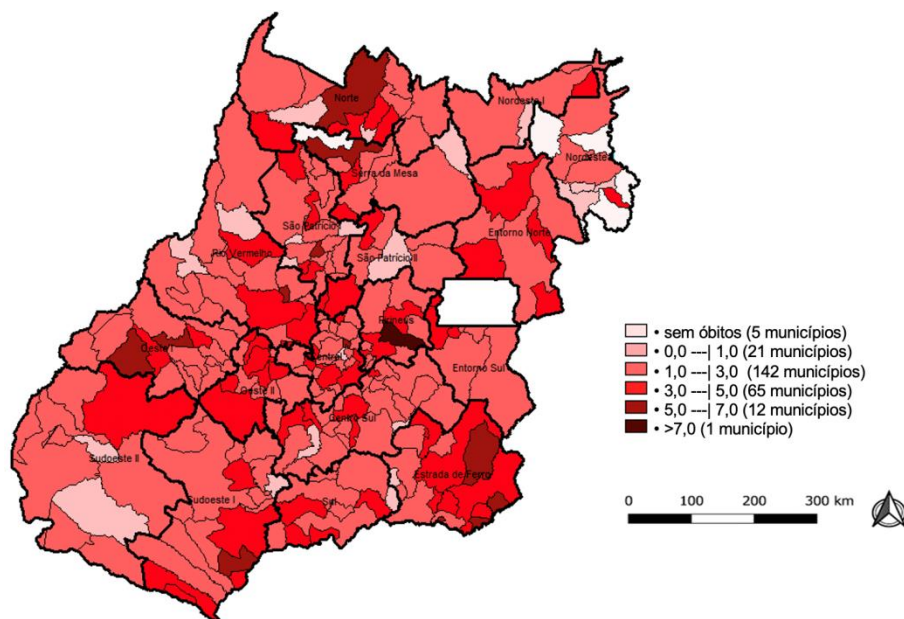 Norte
Nordeste I
Nordeste
Serra da Mesa
São Patrício I
Entorno Norte
Rio Vermelho
São Patrício II
Pirineus
Oeste I
Central
Entorno Sul
Oeste II
Centro Sul
Sudoeste II
Estrada de Ferro
Sudoeste I
Sul
• sem óbitos (5 municípios)
• 0,0 ---| 1,0 (21 municípios)
• 1,0 ---| 3,0 (142 municípios)
• 3,0 ---| 5,0 (65 municípios)
• 5,0 ---| 7,0 (12 municípios)
• >7,0 (1 município)
0 100 200 300 km